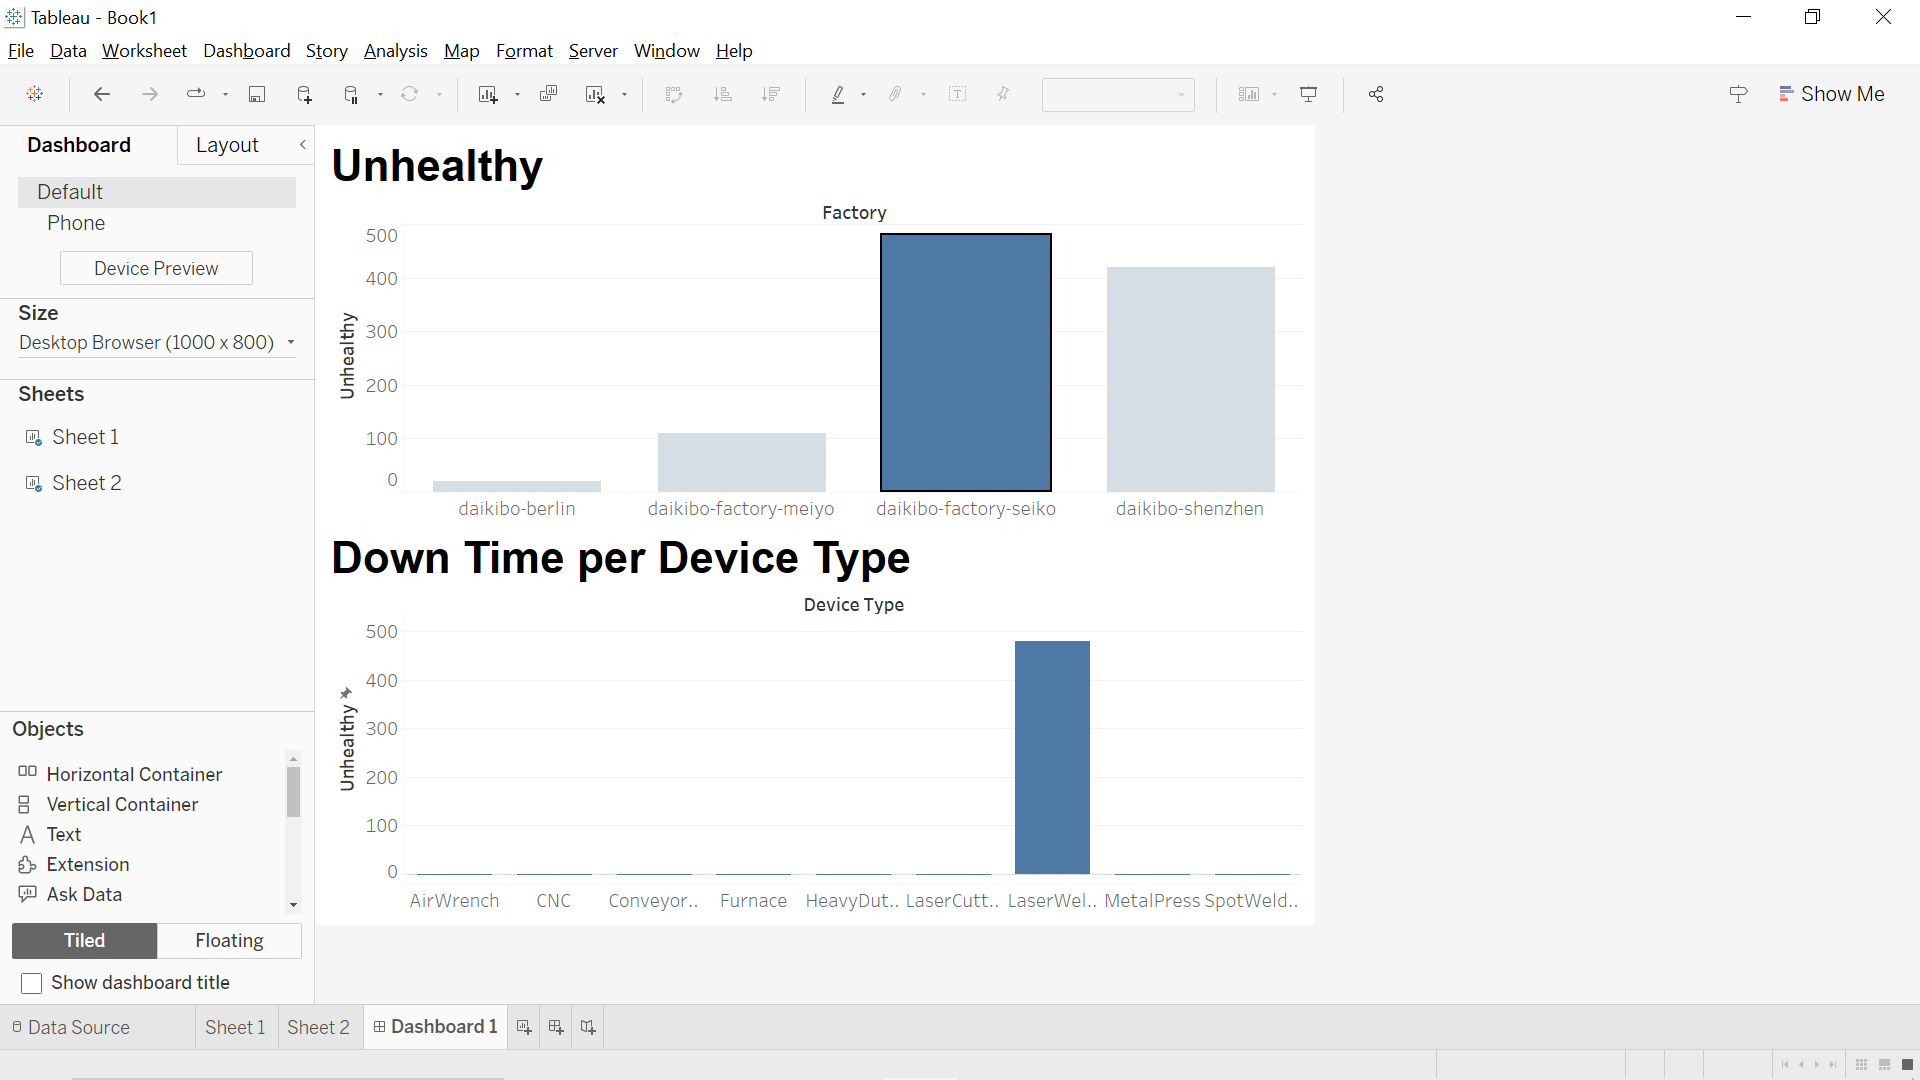 Tableau - Book1
File Data Worksheet Dashboard Story Analysis Map Format Server Window Help
Show Me
Dashboard Layout
Default
Phone
Device Preview
Size
Desktop Browser (1000 x 800)
Sheets
Sheet 1
Sheet 2
Objects
Horizontal Container
Vertical Container
Text
Extension
Ask Data
Tiled Floating
Show dashboard title
Unhealthy
Factory
Unhealthy
500
400
300
200
100
0
daikibo-berlin daikibo-factory-meiyo daikibo-factory-seiko daikibo-shenzhen
Down Time per Device Type
Device Type
Unhealthy
500
400
300
200
100
0
AirWrench CNC Conveyor.. Furnace HeavyDut.. LaserCutt.. LaserWel.. MetalPress SpotWeld..
Data Source Sheet 1 Sheet 2 Dashboard 1